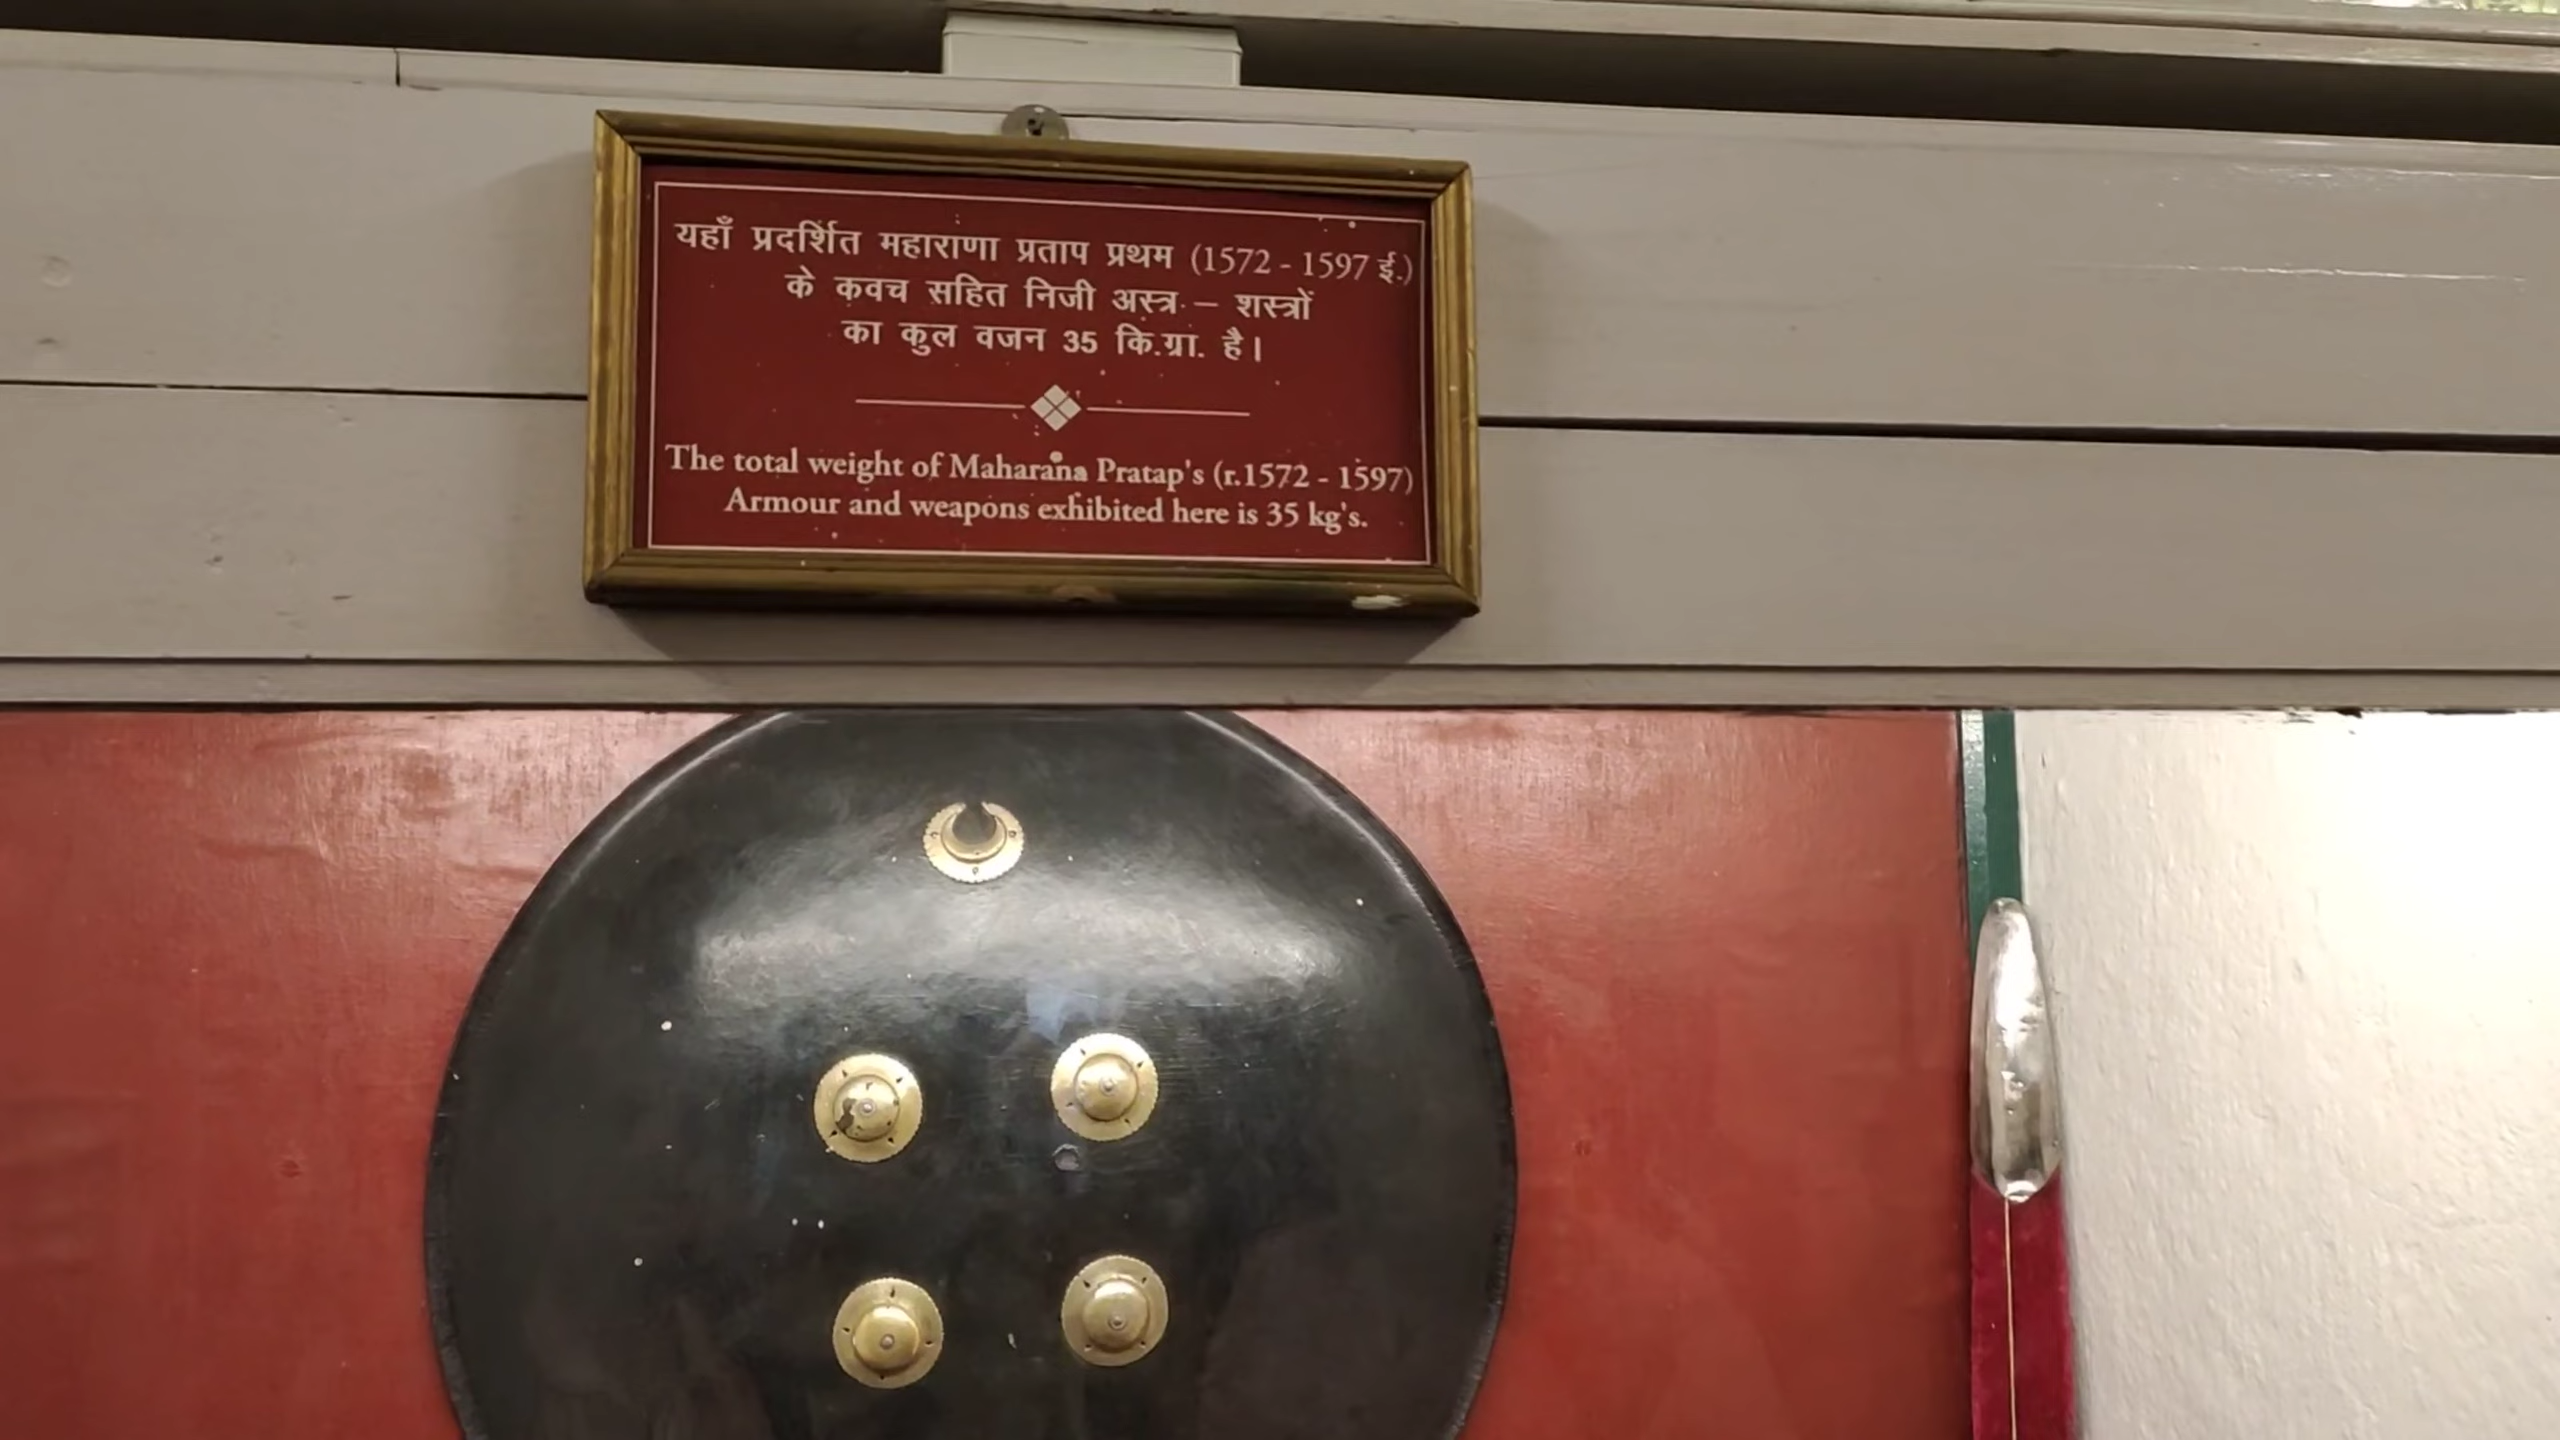 यहाँ प्रदर्शित महाराणा प्रताप प्रथम (1572 - 1597 ई.)
के कवच सहित निजी अस्त्र – शस्त्रों
का कुल वजन 35 कि.ग्रा. है।
The total weight of Maharana Pratap's (r.1572 - 1597)
Armour and weapons exhibited here is 35 kg's.